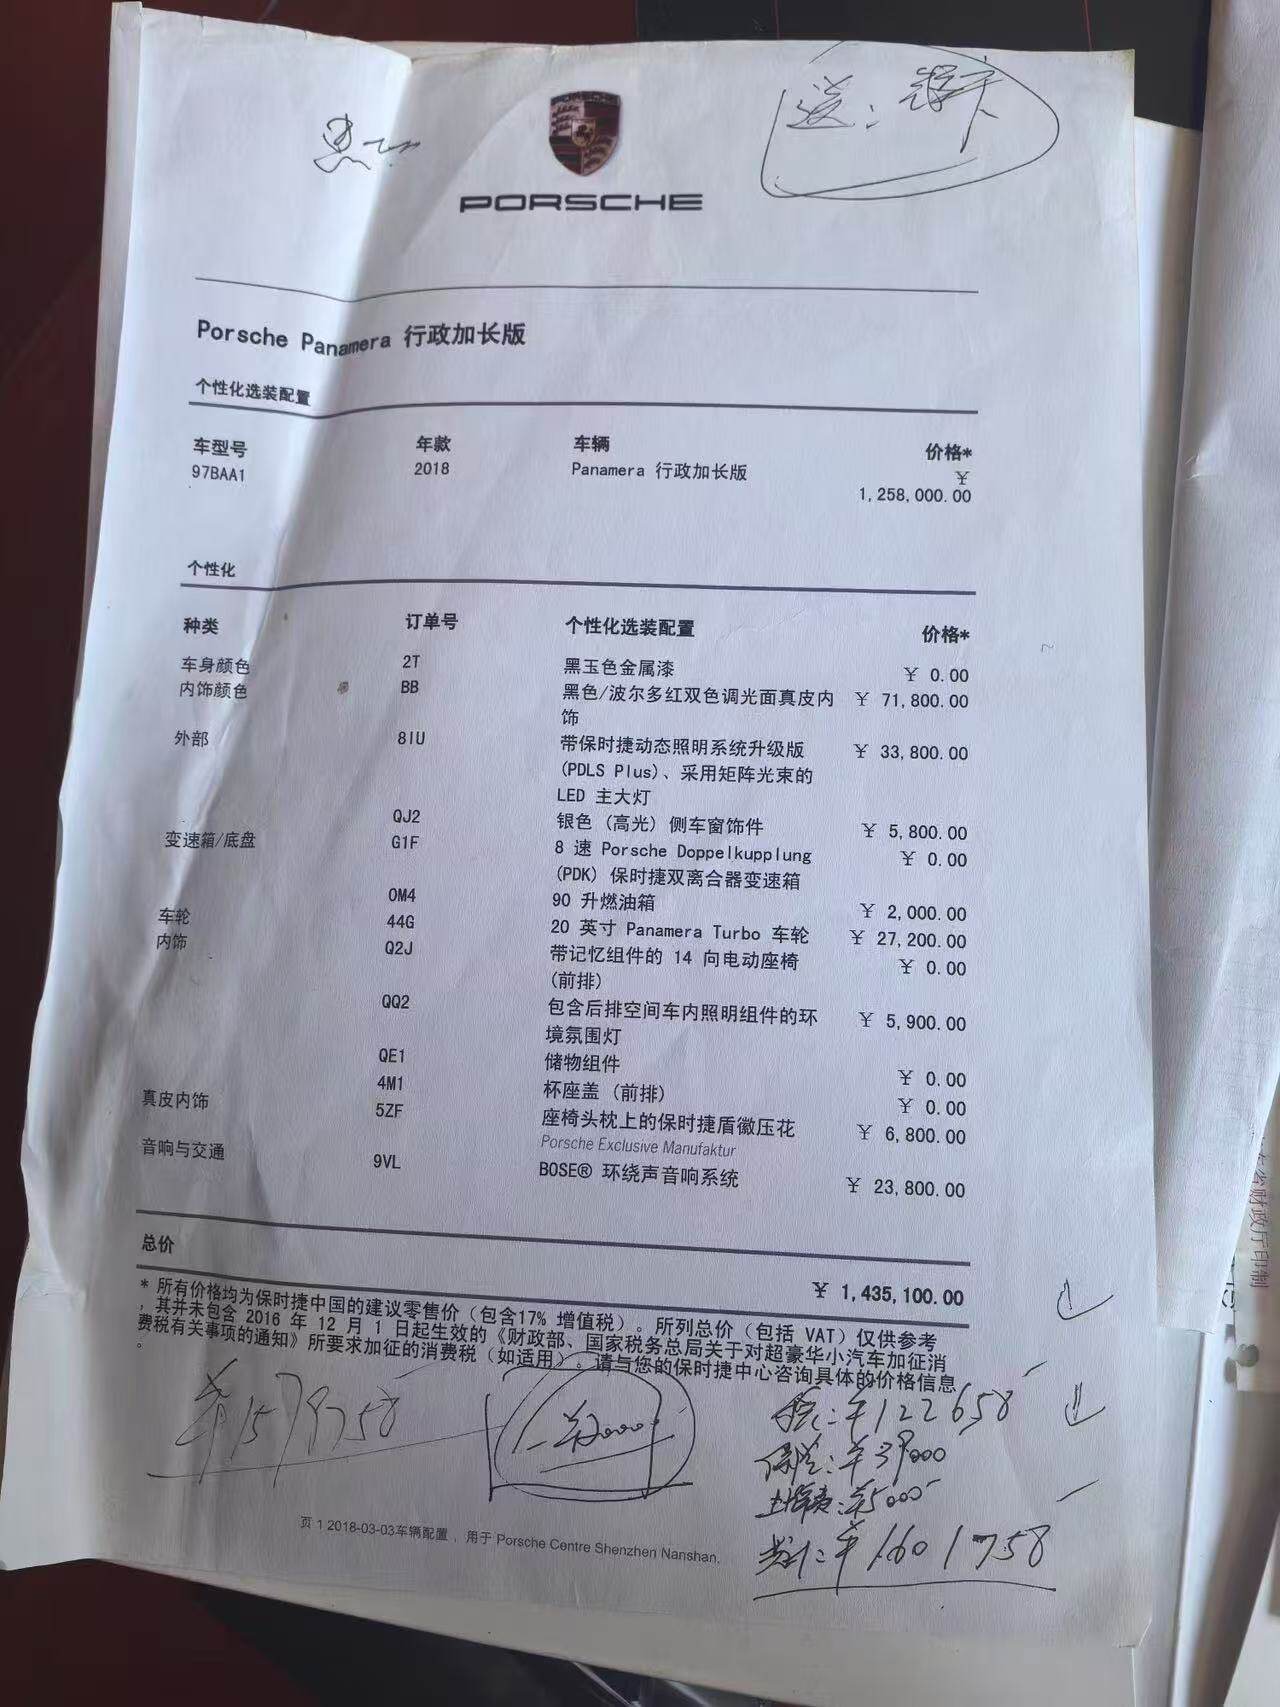 送:
PORSCHE
Porsche Panamera 行政加长版
个性化选装配置
车型号 年款 车辆 价格*
97BAA1 2018 Panamera 行政加长版 ¥
1,258,000.00
个性化
种类 订单号 个性化选装配置 价格*
车身颜色 2T 黑玉色金属漆 ¥ 0.00
内饰颜色 BB 黑色/波尔多红双色调光面真皮内 ¥ 71,800.00
饰
外部 8IU 带保时捷动态照明系统升级版 ¥ 33,800.00
(PDLS Plus)、采用矩阵光束的
LED 主大灯
QJ2 银色 (高光) 侧车窗饰件 ¥ 5,800.00
变速箱/底盘 G1F 8 速 Porsche Doppelkupplung ¥ 0.00
(PDK) 保时捷双离合器变速箱
0M4 90 升燃油箱 ¥ 2,000.00
车轮 44G 20 英寸 Panamera Turbo 车轮 ¥ 27,200.00
内饰 Q2J 带记忆组件的 14 向电动座椅 ¥ 0.00
(前排)
QQ2 包含后排空间车内照明组件的环 ¥ 5,900.00
境氛围灯
QE1 储物组件 ¥ 0.00
4M1 杯座盖 (前排) ¥ 0.00
真皮内饰 5ZF 座椅头枕上的保时捷盾徽压花 ¥ 6,800.00
Porsche Exclusive Manufaktur
音响与交通 9VL BOSE® 环绕声音响系统 ¥ 23,800.00
总价
¥ 1,435,100.00
* 所有价格均为保时捷中国的建议零售价 (包含17% 增值税)。所列总价 (包括 VAT) 仅供参考
,其并未包含 2016 年 12 月 1 日起生效的《财政部、国家税务总局关于对超豪华小汽车加征消
费税有关事项的通知》所要求加征的消费税 (如适用)。请与您的保时捷中心咨询具体的价格信息
。
¥1579758
税:¥122658
保险:¥39000
上牌费:¥5000
总计:¥1601758
页 1 2018-03-03车辆配置 , 用于 Porsche Centre Shenzhen Nanshan.
省财政厅印制